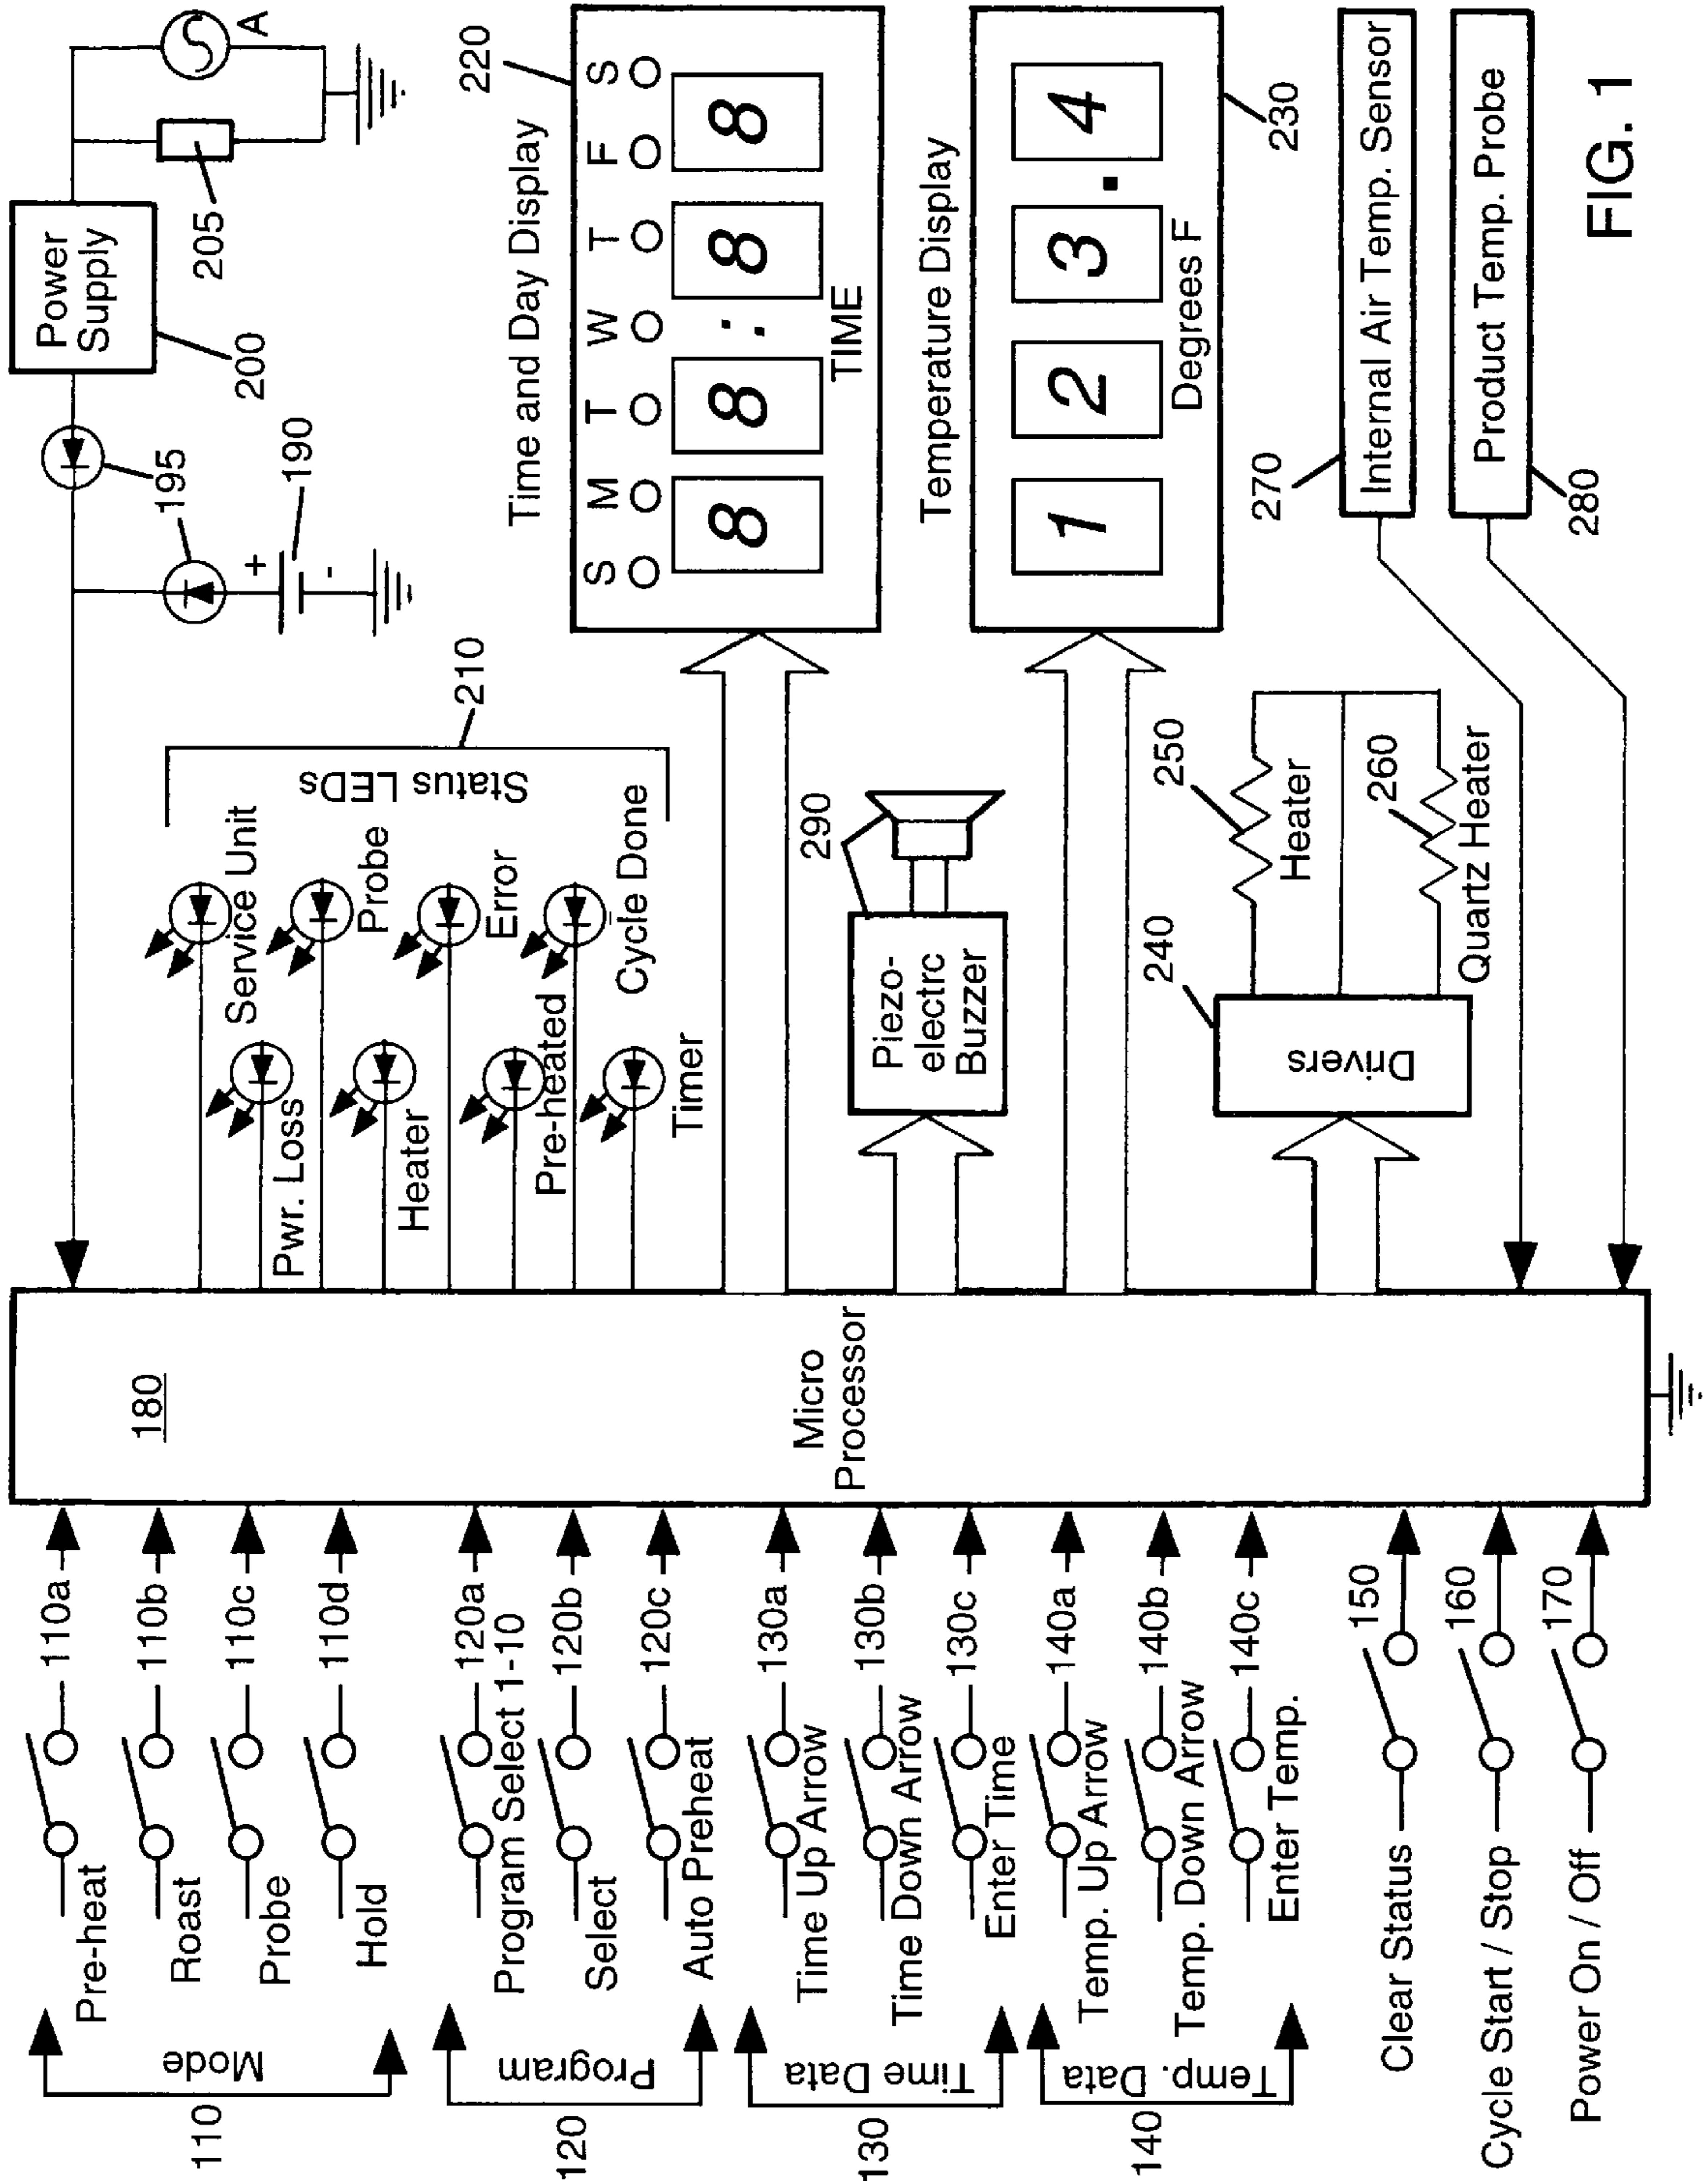 110
Mode
Pre-heat
110a
Roast
110b
Probe
110c
Hold
110d
120
Program
120a
Program Select 1-10
Select
120b
Auto Preheat
120c
130
Time Data
130a
Time Up Arrow
130b
Time Down Arrow
130c
Enter Time
140
Temp. Data
140a
Temp. Up Arrow
140b
Temp. Down Arrow
140c
Enter Temp.
Clear Status
150
Cycle Start / Stop
160
Power On / Off
170
180
Micro
Processor
Service Unit
Pwr. Loss
Probe
Heater
Error
Pre-heated
Cycle Done
Timer
Status LEDs
210
+
-
190
195
Power
Supply
200
205
A
Time and Day Display
220
S M T W T F S
8 8 : 8 8
TIME
Piezo-
electrc
Buzzer
290
Temperature Display
1 2 3 . 4
Degrees F
230
240
Drivers
250
Heater
260
Quartz Heater
270
Internal Air Temp. Sensor
280
Product Temp. Probe
FIG. 1